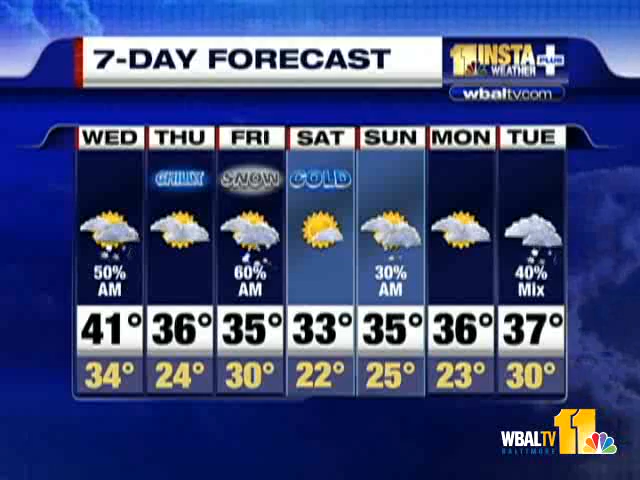 7-DAY FORECAST
11 INSTA PLUS
WEATHER
wbaltv.com
WED THU FRI SAT SUN MON TUE
CHILLY SNOW COLD
50% 60% 30% 40%
AM AM AM Mix
41° 36° 35° 33° 35° 36° 37°
34° 24° 30° 22° 25° 23° 30°
WBALTV 11
BALTIMORE